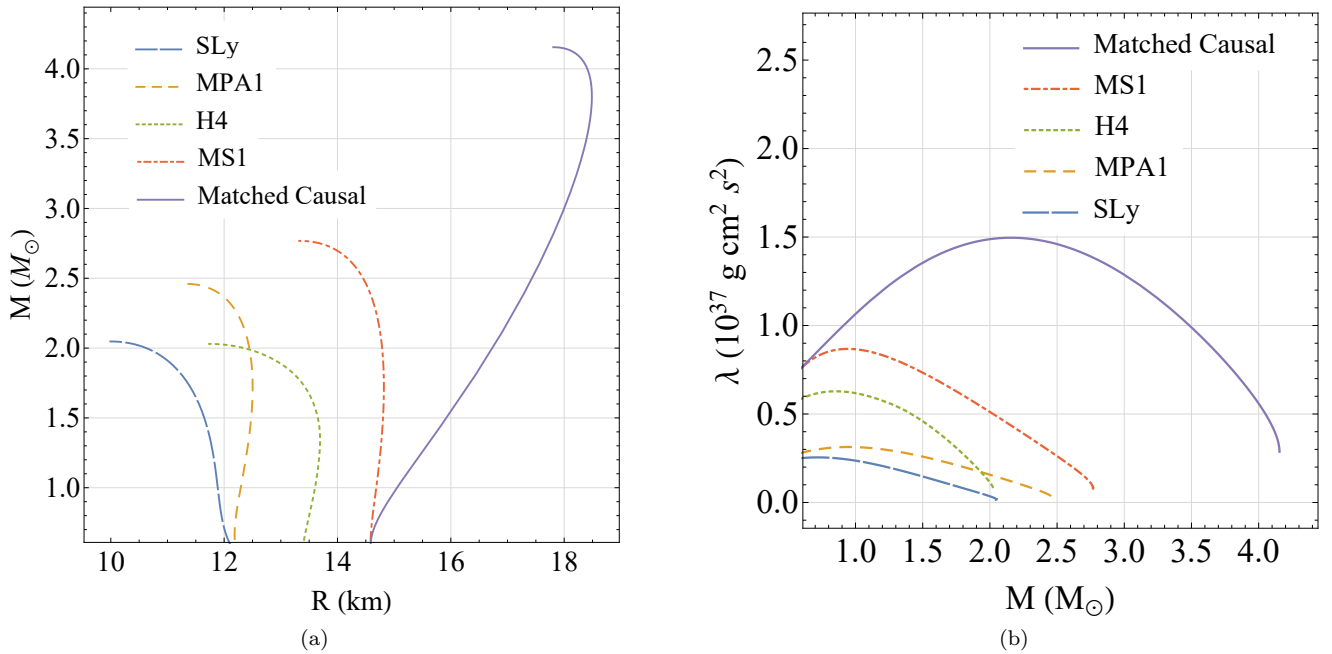 SLy
MPA1
H4
MS1
Matched Causal
4.0
3.5
3.0
2.5
2.0
1.5
1.0
M (M☉)
10
12
14
16
18
R (km)
(a)
Matched Causal
MS1
H4
MPA1
SLy
2.5
2.0
1.5
1.0
0.5
0.0
λ (10³⁷ g cm² s²)
1.0
1.5
2.0
2.5
3.0
3.5
4.0
M (M☉)
(b)